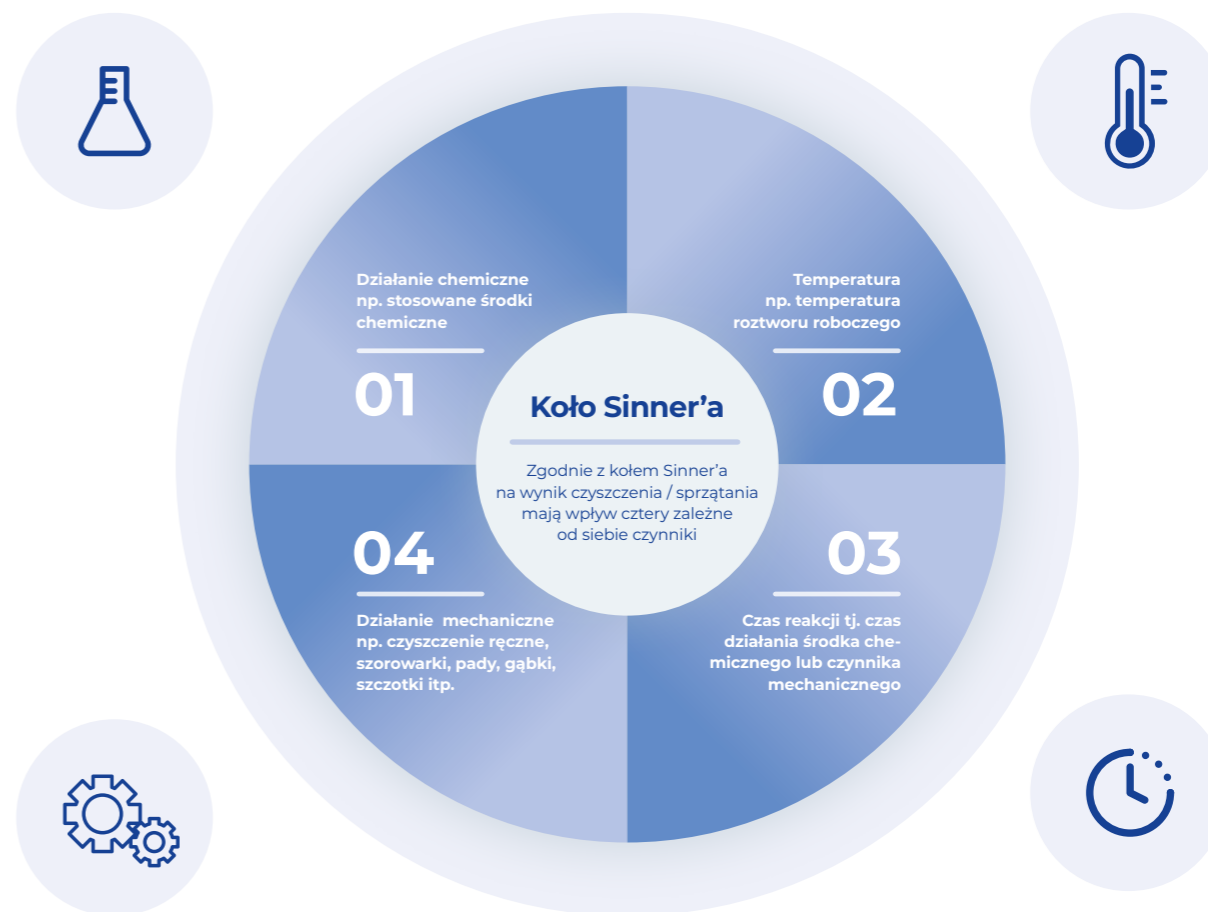 Działanie chemiczne
np. stosowane środki
chemiczne
01
Temperatura
np. temperatura
roztworu roboczego
02
Koło Sinner’a
Zgodnie z kołem Sinner’a
na wynik czyszczenia / sprzątania
mają wpływ cztery zależne
od siebie czynniki
03
Czas reakcji tj. czas
działania środka che-
micznego lub czynnika
mechanicznego
04
Działanie  mechaniczne
np. czyszczenie ręczne,
szorowarki, pady, gąbki,
szczotki itp.